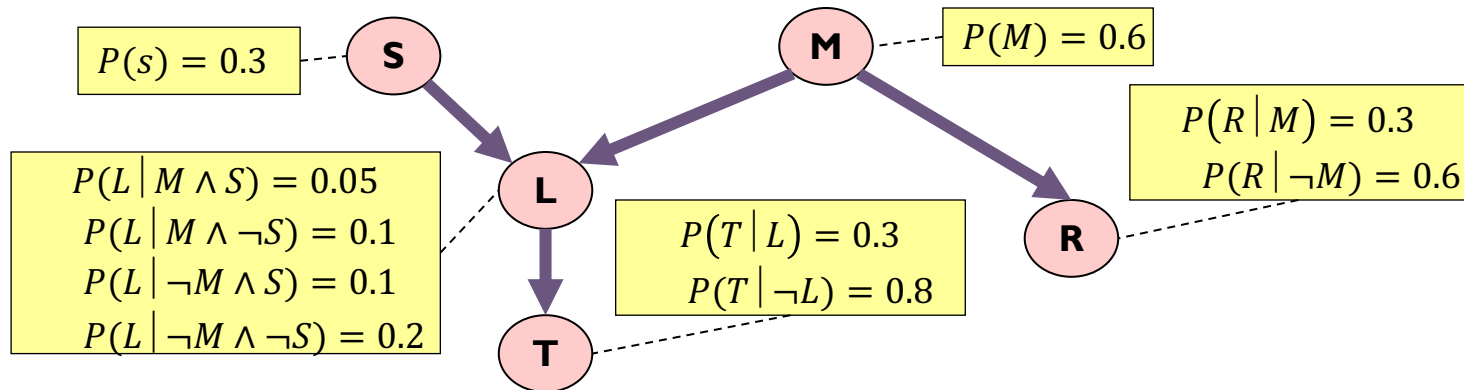 P(s) = 0.3
S
M
P(M) = 0.6
P(R | M) = 0.3
P(R | ¬M) = 0.6
P(L | M ∧ S) = 0.05
P(L | M ∧ ¬S) = 0.1
P(L | ¬M ∧ S) = 0.1
P(L | ¬M ∧ ¬S) = 0.2
L
P(T | L) = 0.3
P(T | ¬L) = 0.8
R
T